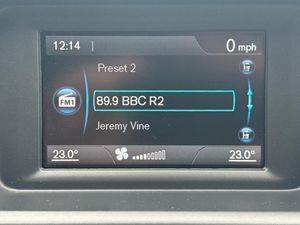 12:14 0 mph
Preset 2
FM1
89.9 BBC R2
Jeremy Vine
23.0° 23.0°